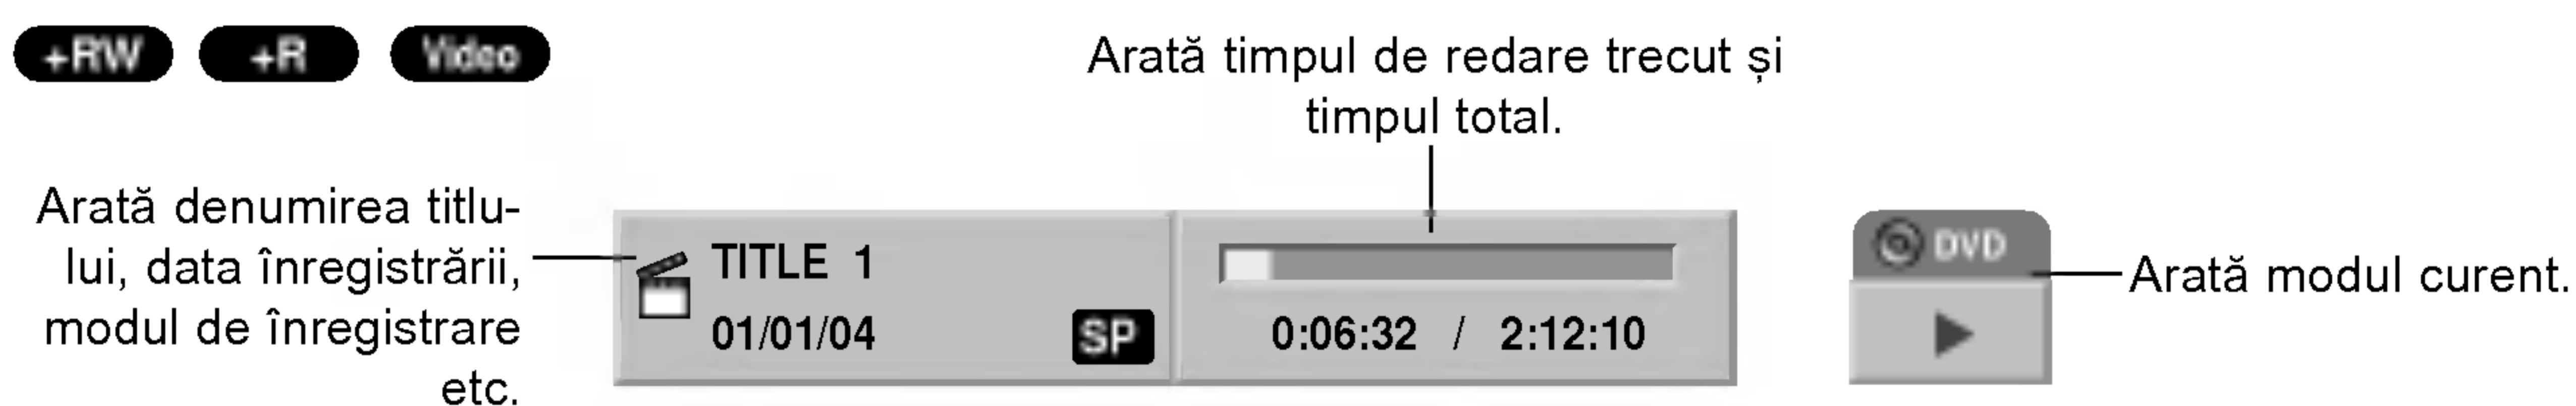 +RW +R Video
Arată timpul de redare trecut și
timpul total.
Arată denumirea titlu-
lui, data înregistrării,
modul de înregistrare
etc.
TITLE 1
01/01/04 SP
0:06:32 / 2:12:10
DVD
Arată modul curent.